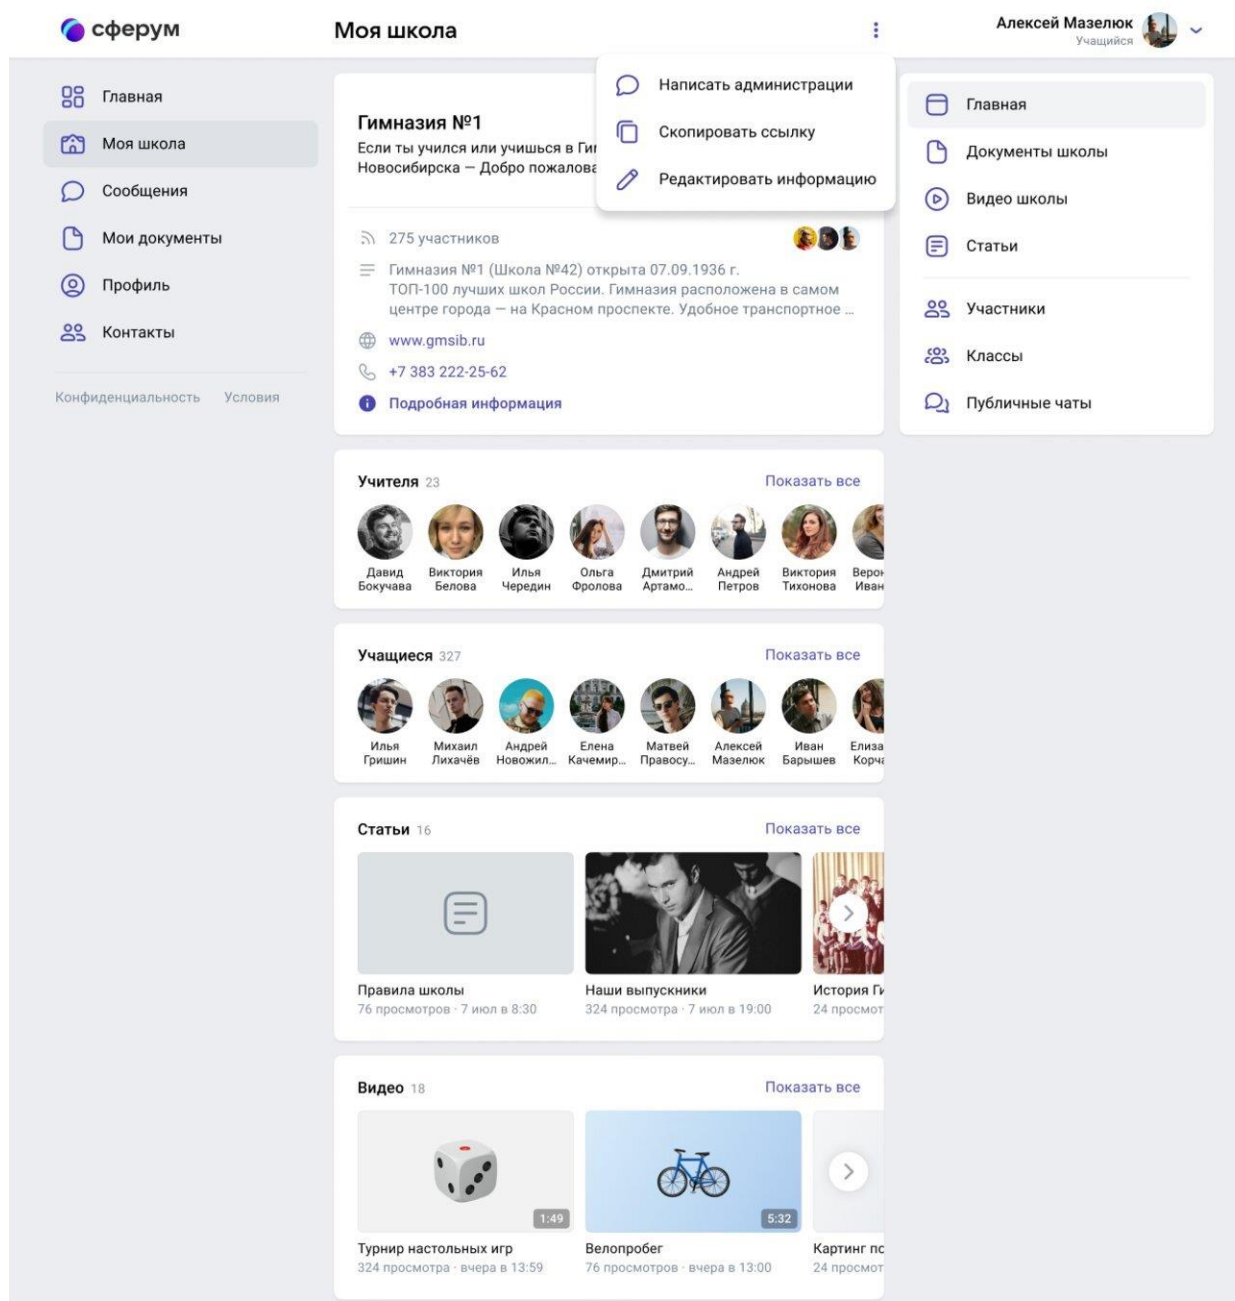 сферум
Моя школа
Алексей Мазелюк
Учащийся
Главная
Моя школа
Сообщения
Мои документы
Профиль
Контакты
Конфиденциальность Условия
Написать администрации
Скопировать ссылку
Редактировать информацию
Гимназия №1
Если ты учился или учишься в
Новосибирска — Добро
275 участников
Гимназия №1 (Школа №42) открыта 07.09.1936 г.
ТОП-100 лучших школ России. Гимназия расположена в самом
центре города — на Красном проспекте. Удобное транспортное ...
www.gmsib.ru
+7 383 222-25-62
Подробная информация
Главная
Документы школы
Видео школы
Статьи
Участники
Классы
Публичные чаты
Учителя 23 Показать все
Давид Виктория Илья Ольга Дмитрий Андрей Виктория
Бокучава Белова Чередин Фролова Артамо... Петров Тихонова
Учащиеся 327 Показать все
Илья Михаил Андрей Елена Матвей Алексей Иван
Гришин Лихачёв Новожил... Качемир... Правосу... Мазелюк Барышев
Статьи 16 Показать все
Правила школы Наши выпускники История
76 просмотров · 7 июл в 8:30 324 просмотра · 7 июл в 19:00 24
Видео 18 Показать все
1:49 5:32
Турнир настольных игр Велопробег Картинг
324 просмотра · вчера в 13:59 76 просмотров · вчера в 13:00 24